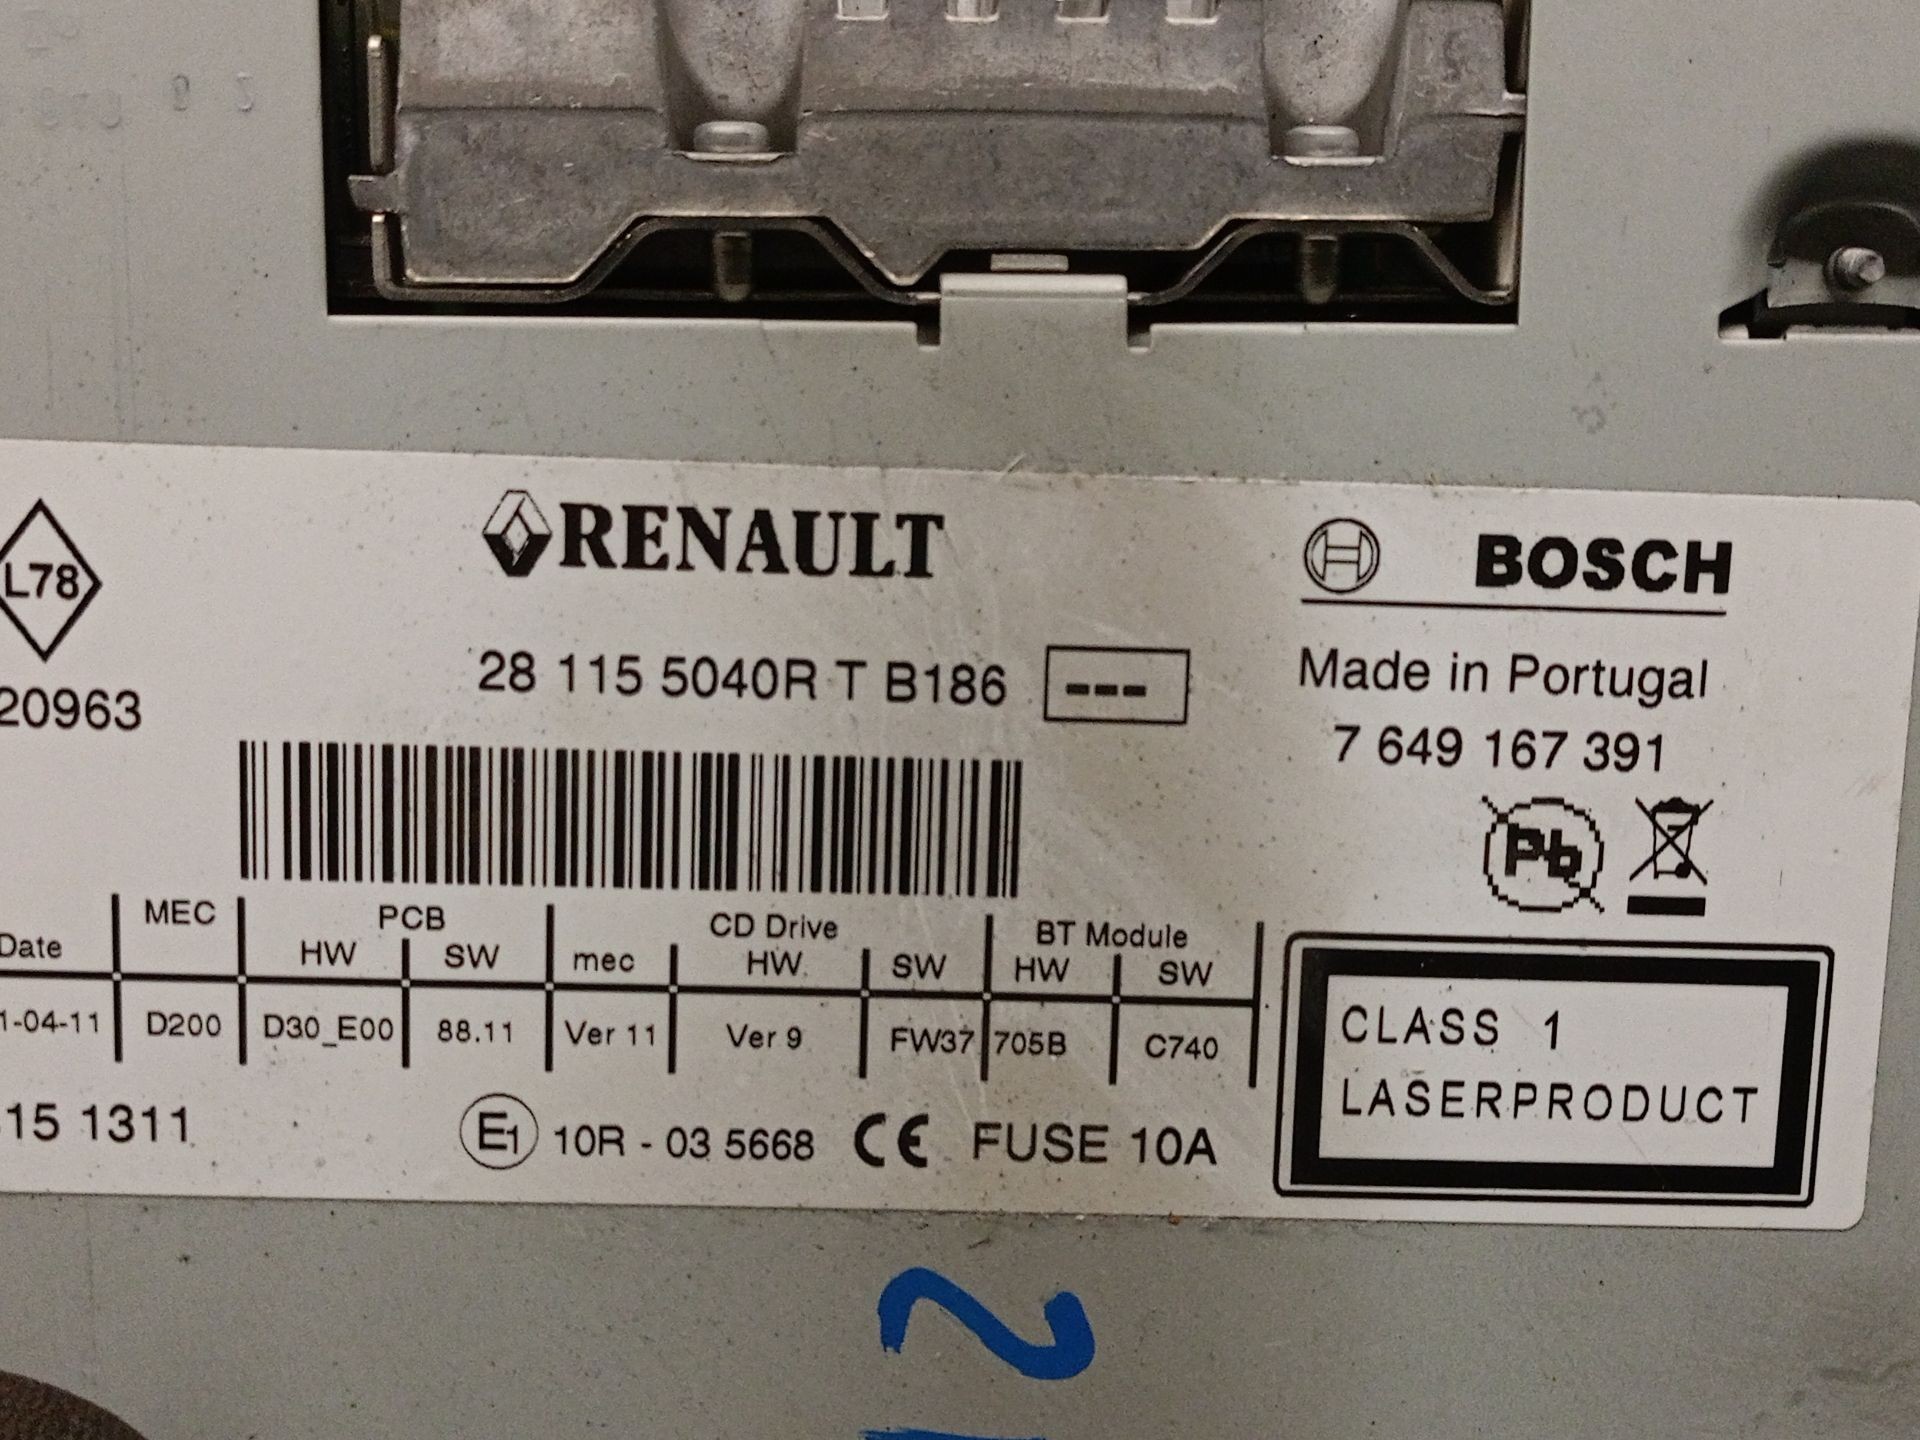 RENAULT
BOSCH
L78
28 115 5040R T B186 ---
Made in Portugal
20963
7 649 167 391
Pb
Date MEC PCB CD Drive BT Module
HW SW mec HW SW HW SW
1-04-11 D200 D30_E00 88.11 Ver 11 Ver 9 FW37 705B C740
CLASS 1
LASERPRODUCT
15 1311
E1 10R - 03 5668 CE FUSE 10A
2